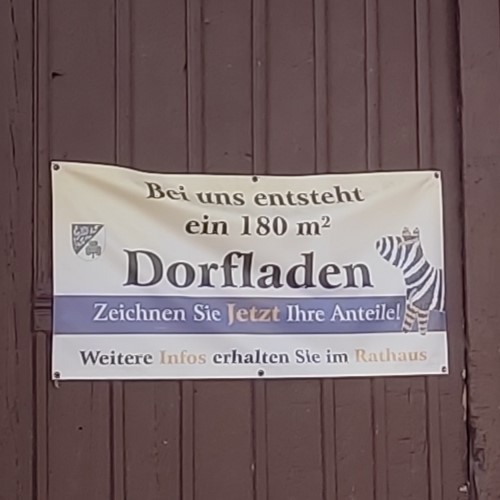 Bei uns entsteht
ein 180 m²
Dorfladen
Zeichnen Sie Jetzt Ihre Anteile!
Weitere Infos erhalten Sie im Rathaus